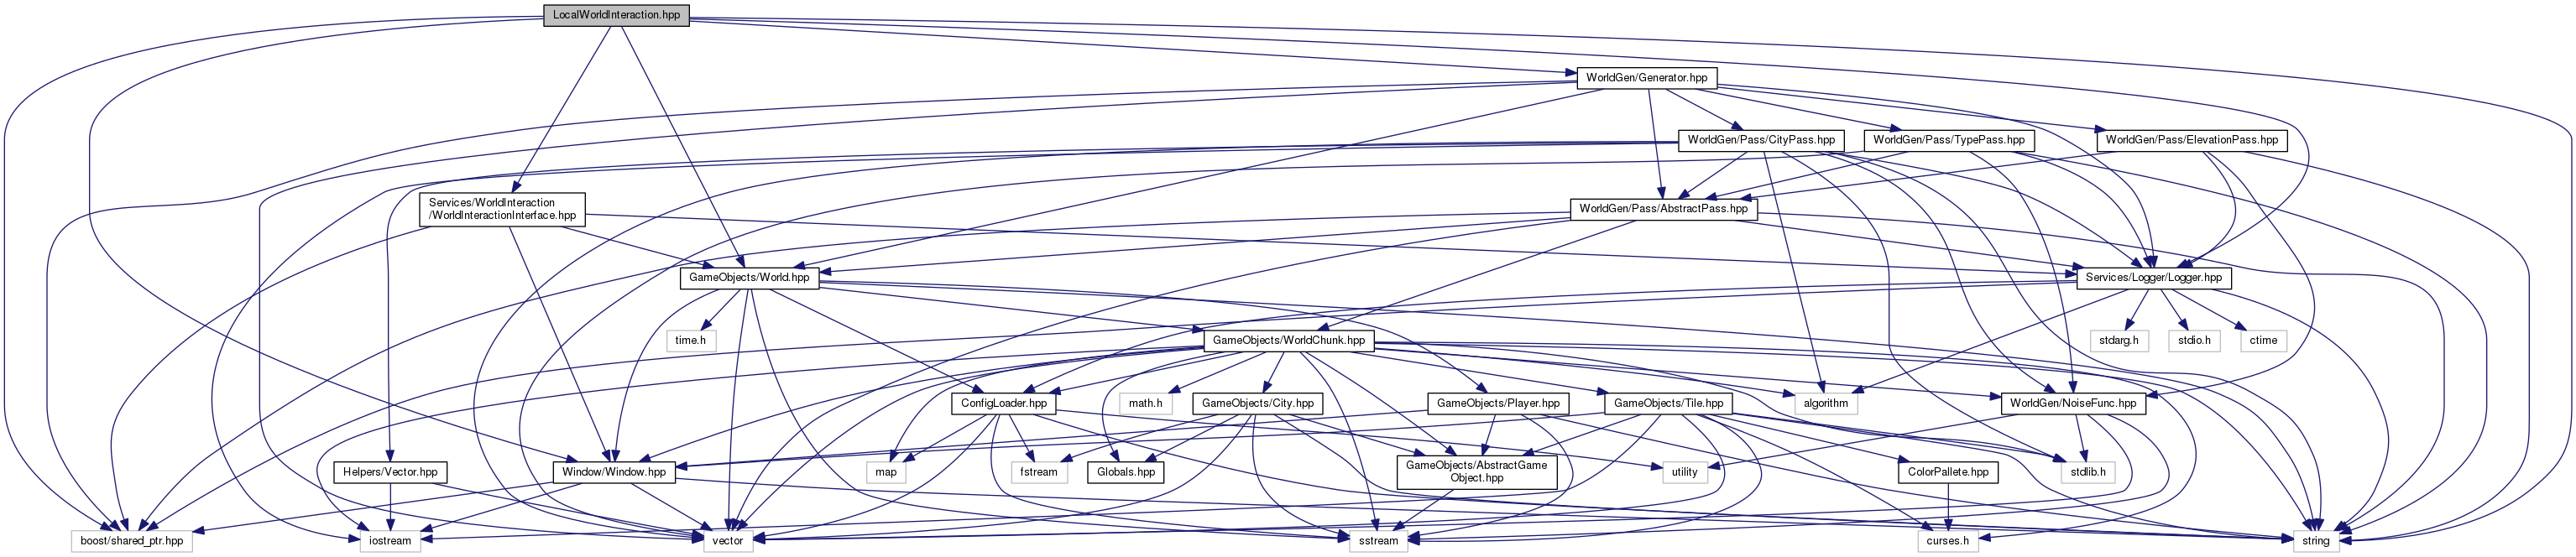 LocalWorldInteraction.hpp
WorldGen/Generator.hpp
WorldGen/Pass/CityPass.hpp
WorldGen/Pass/TypePass.hpp
WorldGen/Pass/ElevationPass.hpp
Services/WorldInteraction
/WorldInteractionInterface.hpp
WorldGen/Pass/AbstractPass.hpp
GameObjects/World.hpp
Services/Logger/Logger.hpp
time.h
GameObjects/WorldChunk.hpp
stdarg.h
stdio.h
ctime
ConfigLoader.hpp
math.h
GameObjects/City.hpp
GameObjects/Player.hpp
GameObjects/Tile.hpp
algorithm
WorldGen/NoiseFunc.hpp
Helpers/Vector.hpp
Window/Window.hpp
map
fstream
Globals.hpp
GameObjects/AbstractGame
Object.hpp
utility
ColorPallete.hpp
stdlib.h
boost/shared_ptr.hpp
iostream
vector
sstream
curses.h
string